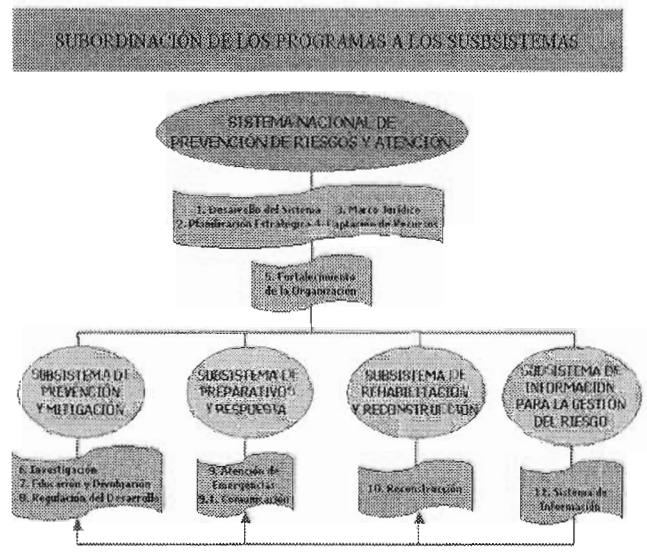 SUBORDINACIÓN DE LOS PROGRAMAS A LOS SUSBSISTEMAS
SISTEMA NACIONAL DE
PREVENCIÓN DE RIESGOS Y ATENCIÓN
1. Desarrollo del Sistema 3. Marco Jurídico
2. Planificación Estratégica 4. Captación de Recursos
5. Fortalecimiento
de la Organización
SUBSISTEMA DE
PREVENCIÓN
Y MITIGACIÓN
SUBSISTEMA DE
PREPARATIVOS
Y RESPUESTA
SUBSISTEMA DE
REHABILITACIÓN
Y RECONSTRUCCIÓN
SUBSISTEMA DE
INFORMACIÓN
PARA LA GESTIÓN
DEL RIESGO
6. Investigación
7. Educación y Divulgación
8. Regulación del Desarrollo
9. Atención de
Emergencias
9.1. Comunicación
10. Reconstrucción
11. Sistema de
Información